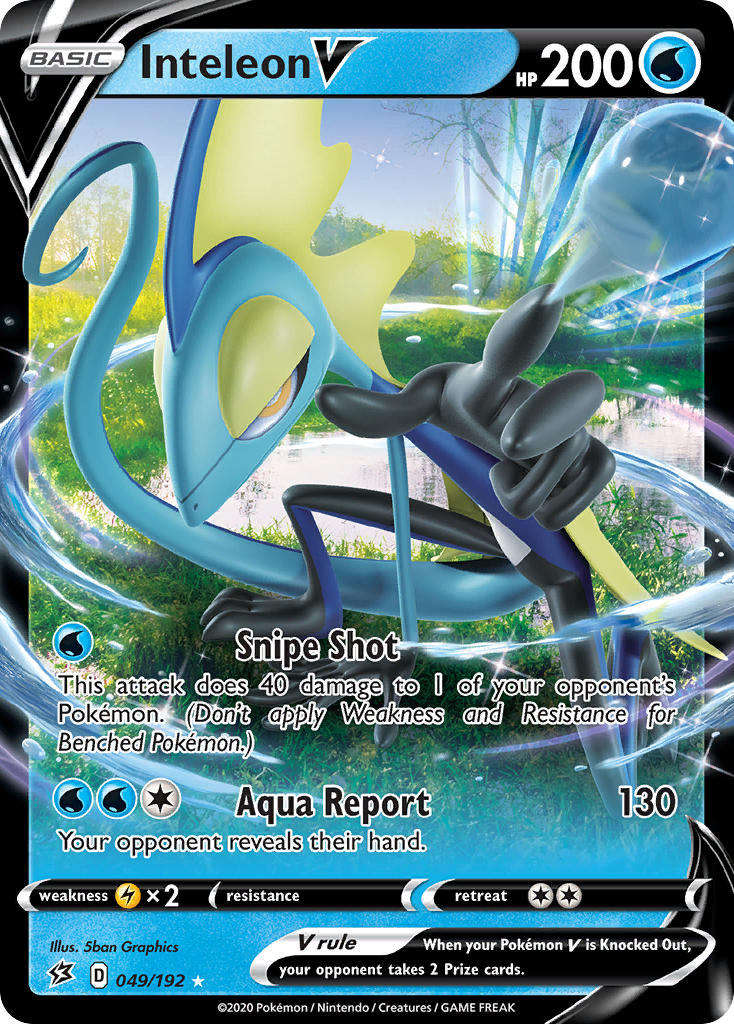 BASIC
Inteleon V
HP 200
Snipe Shot
This attack does 40 damage to 1 of your opponent's
Pokémon. (Don't apply Weakness and Resistance for
Benched Pokémon.)
Aqua Report 130
Your opponent reveals their hand.
weakness ×2 resistance retreat
Illus. 5ban Graphics
V rule When your Pokémon V is Knocked Out,
your opponent takes 2 Prize cards.
D 049/192
©2020 Pokémon / Nintendo / Creatures / GAME FREAK